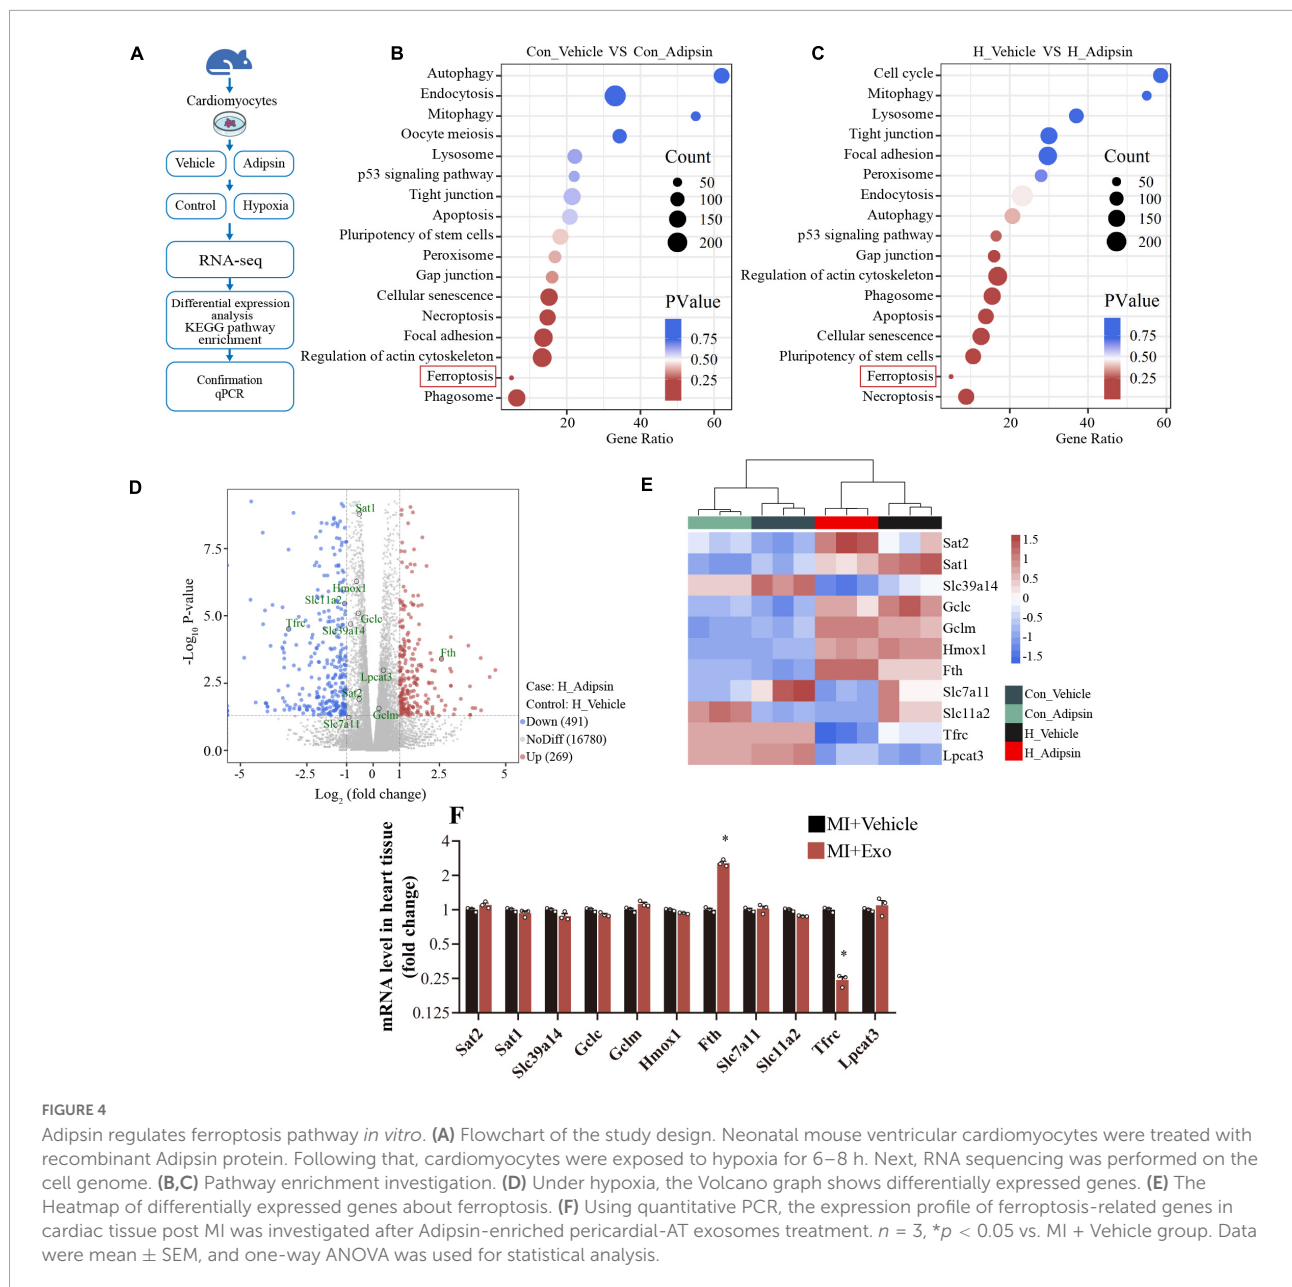 A
Cardiomyocytes
Vehicle
Adipsin
Control
Hypoxia
RNA-seq
Differential expression
analysis
KEGG pathway
enrichment
Confirmation
qPCR
B
Con_Vehicle VS Con_Adipsin
Autophagy
Endocytosis
Mitophagy
Oocyte meiosis
Lysosome
p53 signaling pathway
Tight junction
Apoptosis
Pluripotency of stem cells
Peroxisome
Gap junction
Cellular senescence
Necroptosis
Focal adhesion
Regulation of actin cytoskeleton
Ferroptosis
Phagosome
Count
50
100
150
200
PValue
0.75
0.50
0.25
20 40 60
Gene Ratio
C
H_Vehicle VS H_Adipsin
Cell cycle
Mitophagy
Lysosome
Tight junction
Focal adhesion
Peroxisome
Endocytosis
Autophagy
p53 signaling pathway
Gap junction
Regulation of actin cytoskeleton
Phagosome
Apoptosis
Cellular senescence
Pluripotency of stem cells
Ferroptosis
Necroptosis
Count
50
100
150
200
PValue
0.75
0.50
0.25
20 40 60
Gene Ratio
D
-Log10 P-value
7.5
5.0
2.5
0.0
Sat1
Hmox1
Slc11a2
Gclc
Tfrc
Slc39a14
Fth
Lpcat3
Sat2
Gclm
Slc7a11
-5 -2.5 -1 0 1 2.5 5
Log2 (fold change)
Case: H_Adipsin
Control: H_Vehicle
Down (491)
NoDiff (16780)
Up (269)
E
Sat2
Sat1
Slc39a14
Gclc
Gclm
Hmox1
Fth
Slc7a11
Slc11a2
Tfrc
Lpcat3
1.5
1
0.5
0
-0.5
-1
-1.5
Con_Vehicle
Con_Adipsin
H_Vehicle
H_Adipsin
F
mRNA level in heart tissue
(fold change)
4
2
1
0.5
0.25
0.125
MI+Vehicle
MI+Exo
*
*
Sat2
Sat1
Slc39a14
Gclc
Gclm
Hmox1
Fth
Slc7a11
Slc11a2
Tfrc
Lpcat3
FIGURE 4
Adipsin regulates ferroptosis pathway in vitro. (A) Flowchart of the study design. Neonatal mouse ventricular cardiomyocytes were treated with
recombinant Adipsin protein. Following that, cardiomyocytes were exposed to hypoxia for 6–8 h. Next, RNA sequencing was performed on the
cell genome. (B,C) Pathway enrichment investigation. (D) Under hypoxia, the Volcano graph shows differentially expressed genes. (E) The
Heatmap of differentially expressed genes about ferroptosis. (F) Using quantitative PCR, the expression profile of ferroptosis-related genes in
cardiac tissue post MI was investigated after Adipsin-enriched pericardial-AT exosomes treatment. n = 3, *p < 0.05 vs. MI + Vehicle group. Data
were mean ± SEM, and one-way ANOVA was used for statistical analysis.